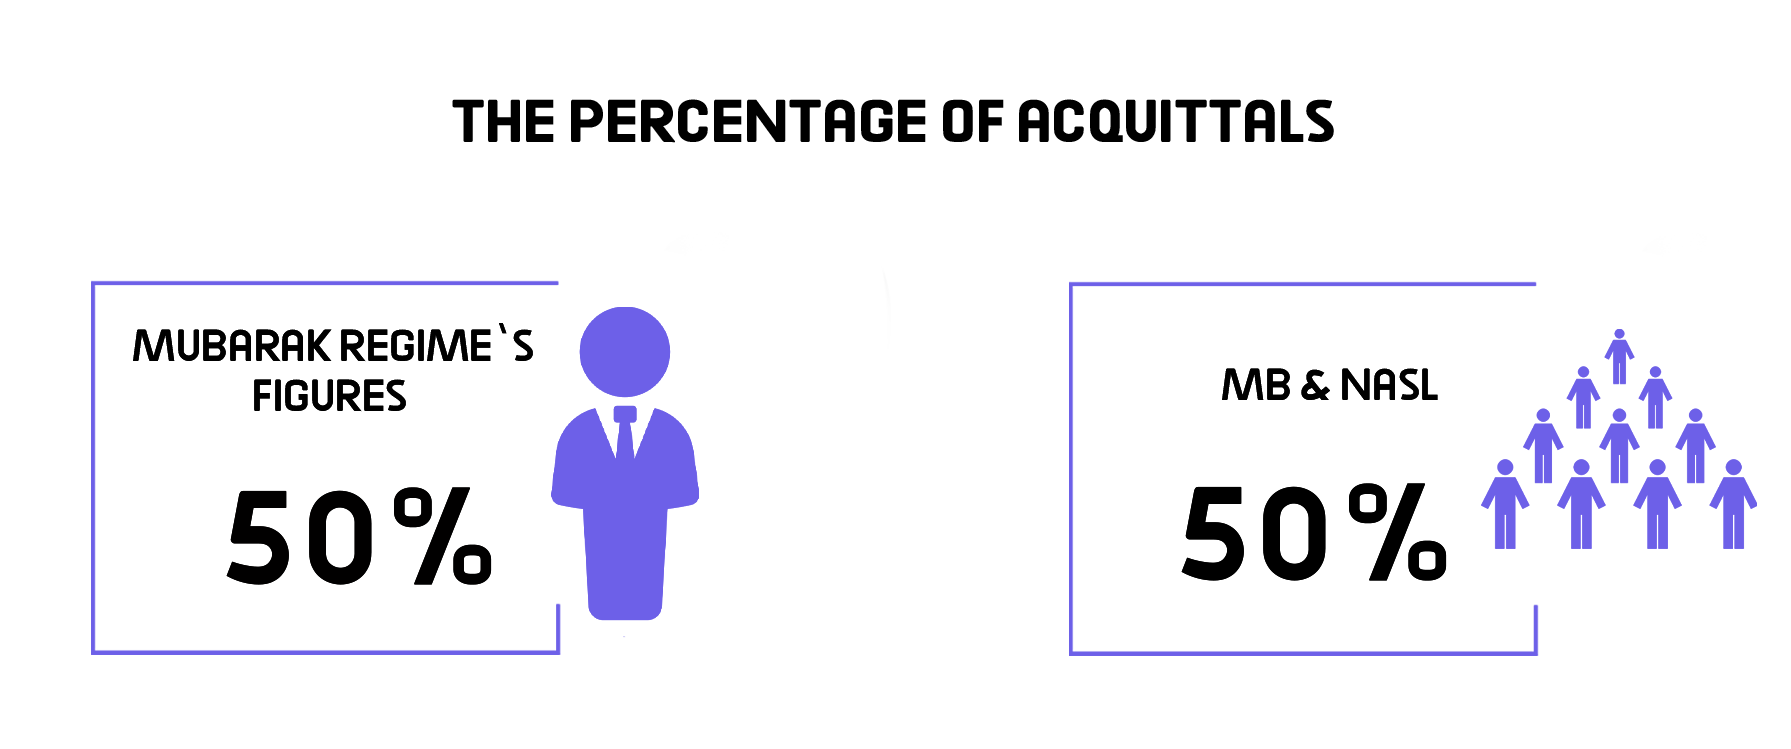 THE PERCENTAGE OF ACQUITTALS
MUBARAK REGIME`S
FIGURES
50%
MB & NASL
50%